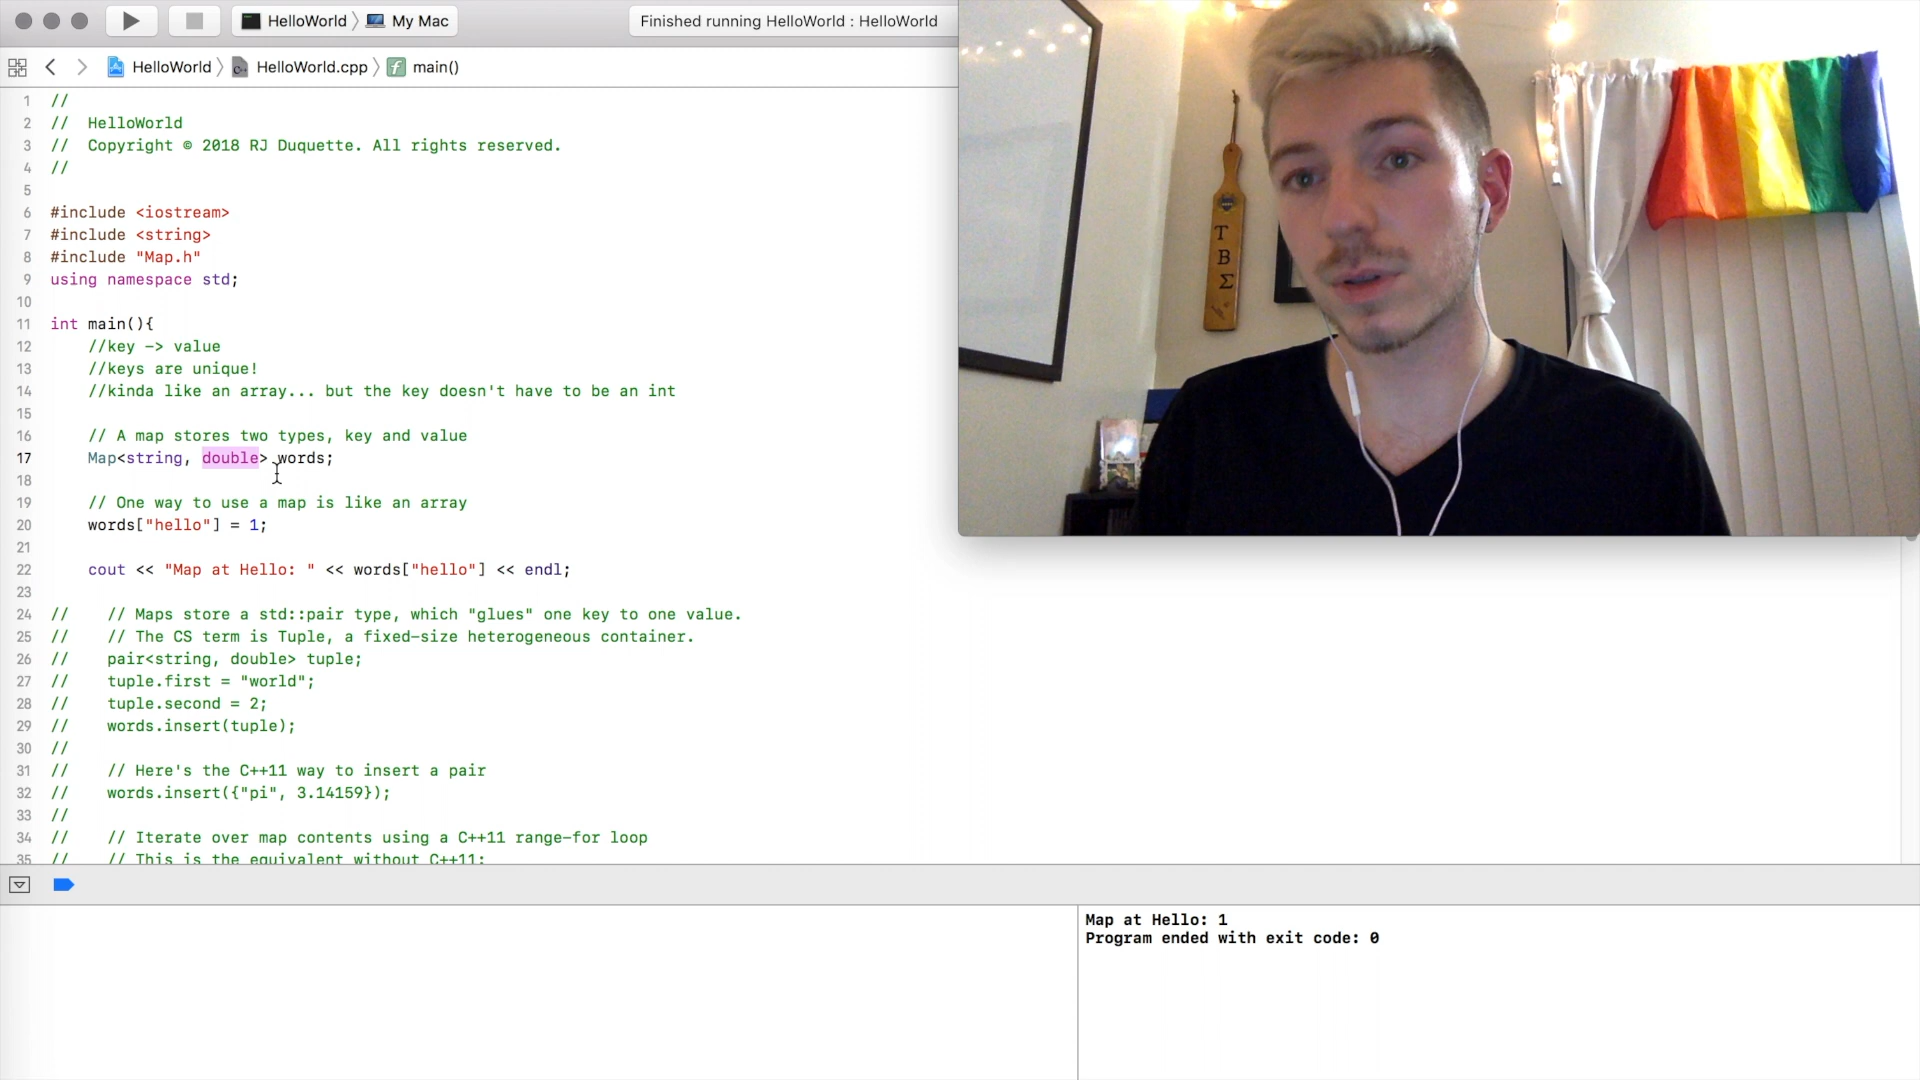 HelloWorld 〉 My Mac
Finished running HelloWorld : HelloWorld
HelloWorld 〉 HelloWorld.cpp 〉 f main()
1 //
2 //  HelloWorld
3 //  Copyright © 2018 RJ Duquette. All rights reserved.
4 //
5
6 #include <iostream>
7 #include <string>
8 #include "Map.h"
9 using namespace std;
10
11 int main(){
12     //key -> value
13     //keys are unique!
14     //kinda like an array... but the key doesn't have to be an int
15
16     // A map stores two types, key and value
17     Map<string, double> words;
18
19     // One way to use a map is like an array
20     words["hello"] = 1;
21
22     cout << "Map at Hello: " << words["hello"] << endl;
23
24 //    // Maps store a std::pair type, which "glues" one key to one value.
25 //    // The CS term is Tuple, a fixed-size heterogeneous container.
26 //    pair<string, double> tuple;
27 //    tuple.first = "world";
28 //    tuple.second = 2;
29 //    words.insert(tuple);
30 //
31 //    // Here's the C++11 way to insert a pair
32 //    words.insert({"pi", 3.14159});
33 //
34 //    // Iterate over map contents using a C++11 range-for loop
35 //    // This is the equivalent without C++11:
Τ
Β
Σ
Map at Hello: 1
Program ended with exit code: 0